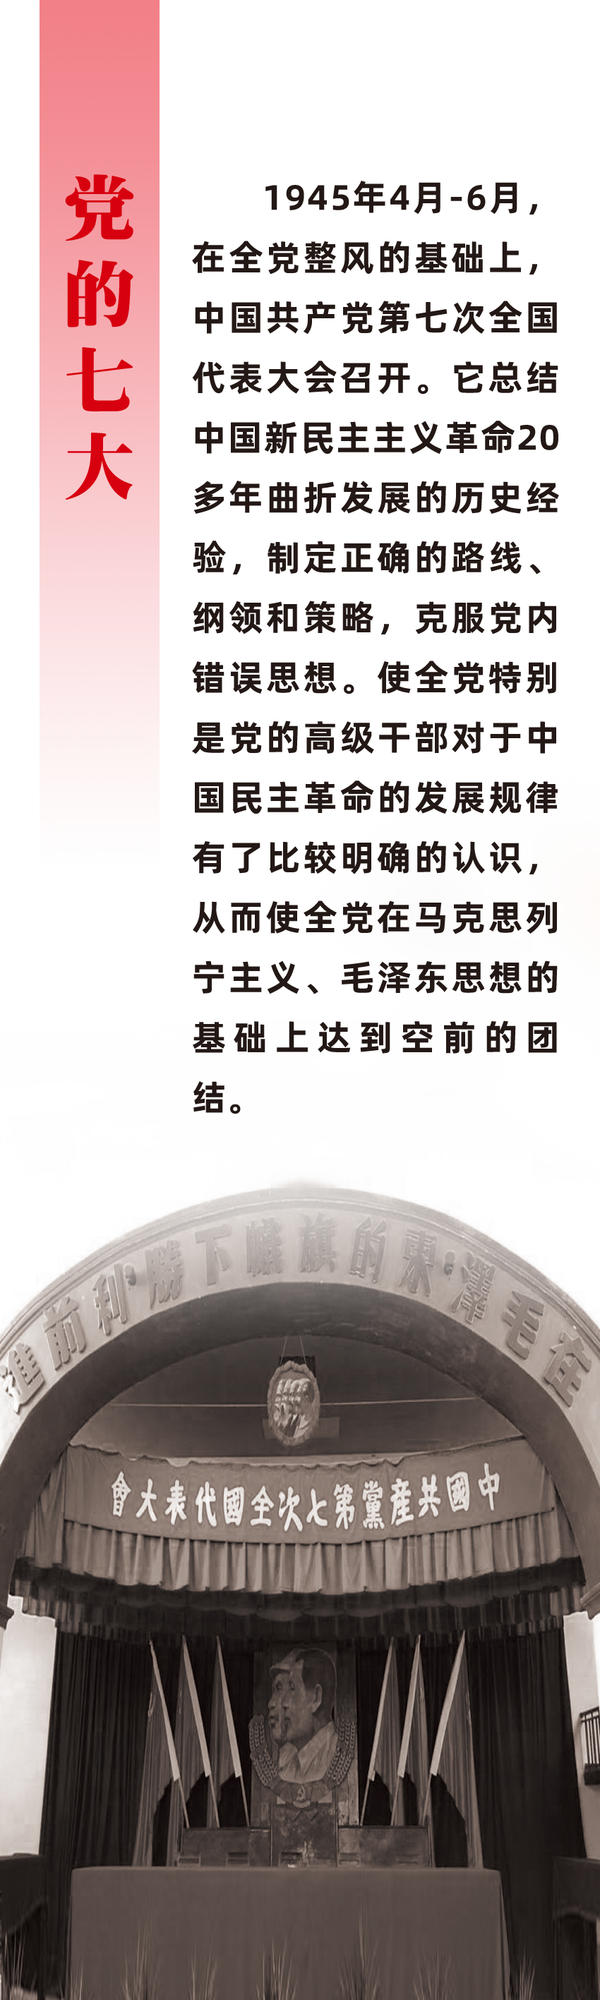 党的七大
1945年4月-6月，
在全党整风的基础上，
中国共产党第七次全国
代表大会召开。它总结
中国新民主主义革命20
多年曲折发展的历史经
验，制定正确的路线、
纲领和策略，克服党内
错误思想。使全党特别
是党的高级干部对于中
国民主革命的发展规律
有了比较明确的认识，
从而使全党在马克思列
宁主义、毛泽东思想的
基础上达到空前的团
结。
在毛澤東的旗幟下勝利前進
中國共産黨第七次全國代表大會